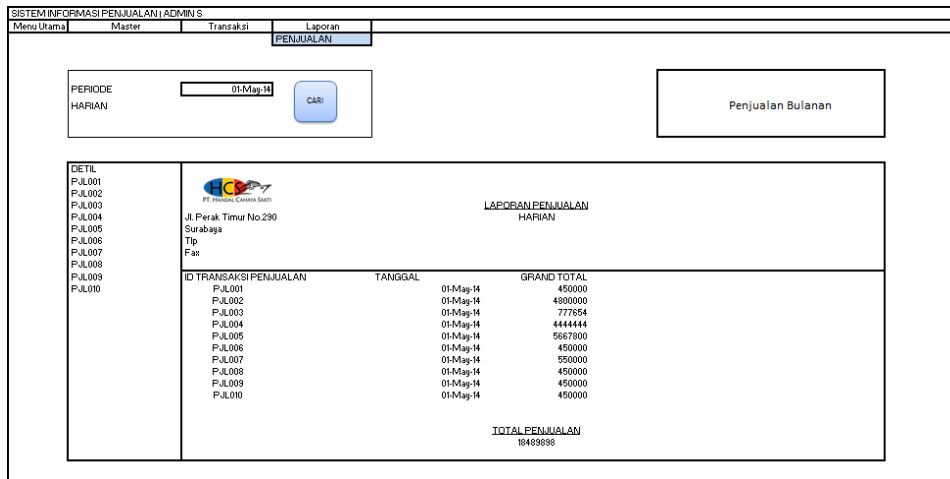 SISTEM INFORMASI PENJUALAN | ADMIN S
Menu Utama Master Transaksi Laporan
PENJUALAN
PERIODE 01-May-14
HARIAN
CARI
Penjualan Bulanan
DETIL
PJL001
PJL002
PJL003
PJL004
PJL005
PJL006
PJL007
PJL008
PJL009
PJL010
HCS
PT. HANDAL CAHAYA SAKTI
Jl. Perak Timur No.290
Surabaya
Tlp
Fax
LAPORAN PENJUALAN
HARIAN
ID TRANSAKSI PENJUALAN TANGGAL GRAND TOTAL
PJL001 01-May-14 450000
PJL002 01-May-14 4800000
PJL003 01-May-14 777654
PJL004 01-May-14 4444444
PJL005 01-May-14 5667800
PJL006 01-May-14 450000
PJL007 01-May-14 550000
PJL008 01-May-14 450000
PJL009 01-May-14 450000
PJL010 01-May-14 450000
TOTAL PENJUALAN
18489898